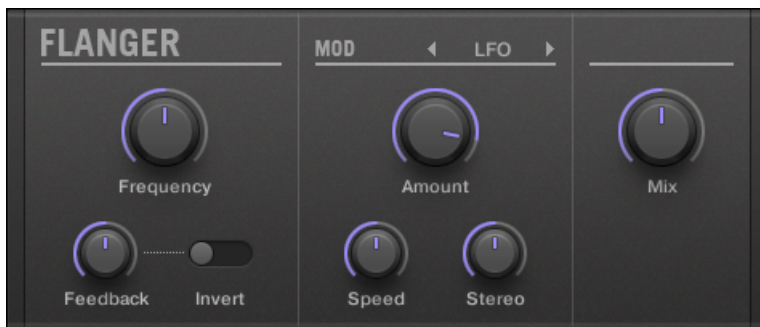 FLANGER
MOD
LFO
Frequency
Amount
Mix
Feedback
Invert
Speed
Stereo